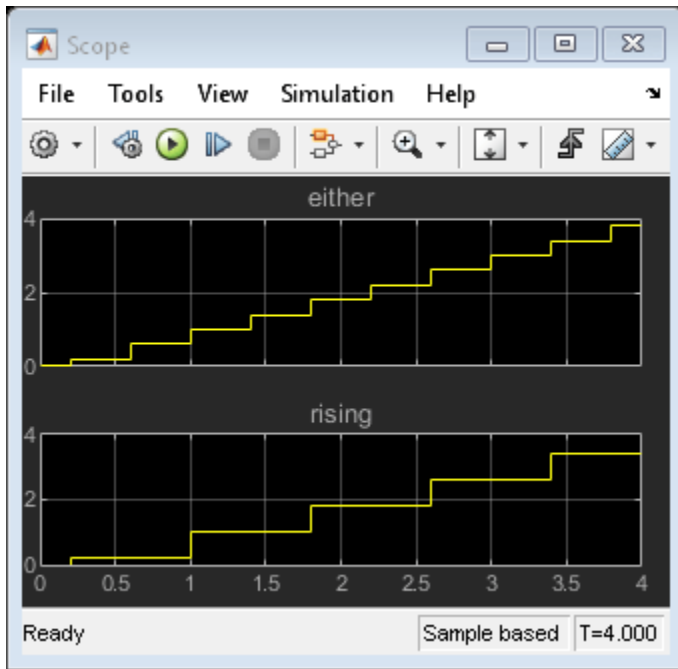 Scope
File Tools View Simulation Help
either
4
2
0
rising
4
2
0
0 0.5 1 1.5 2 2.5 3 3.5 4
Ready Sample based T=4.000